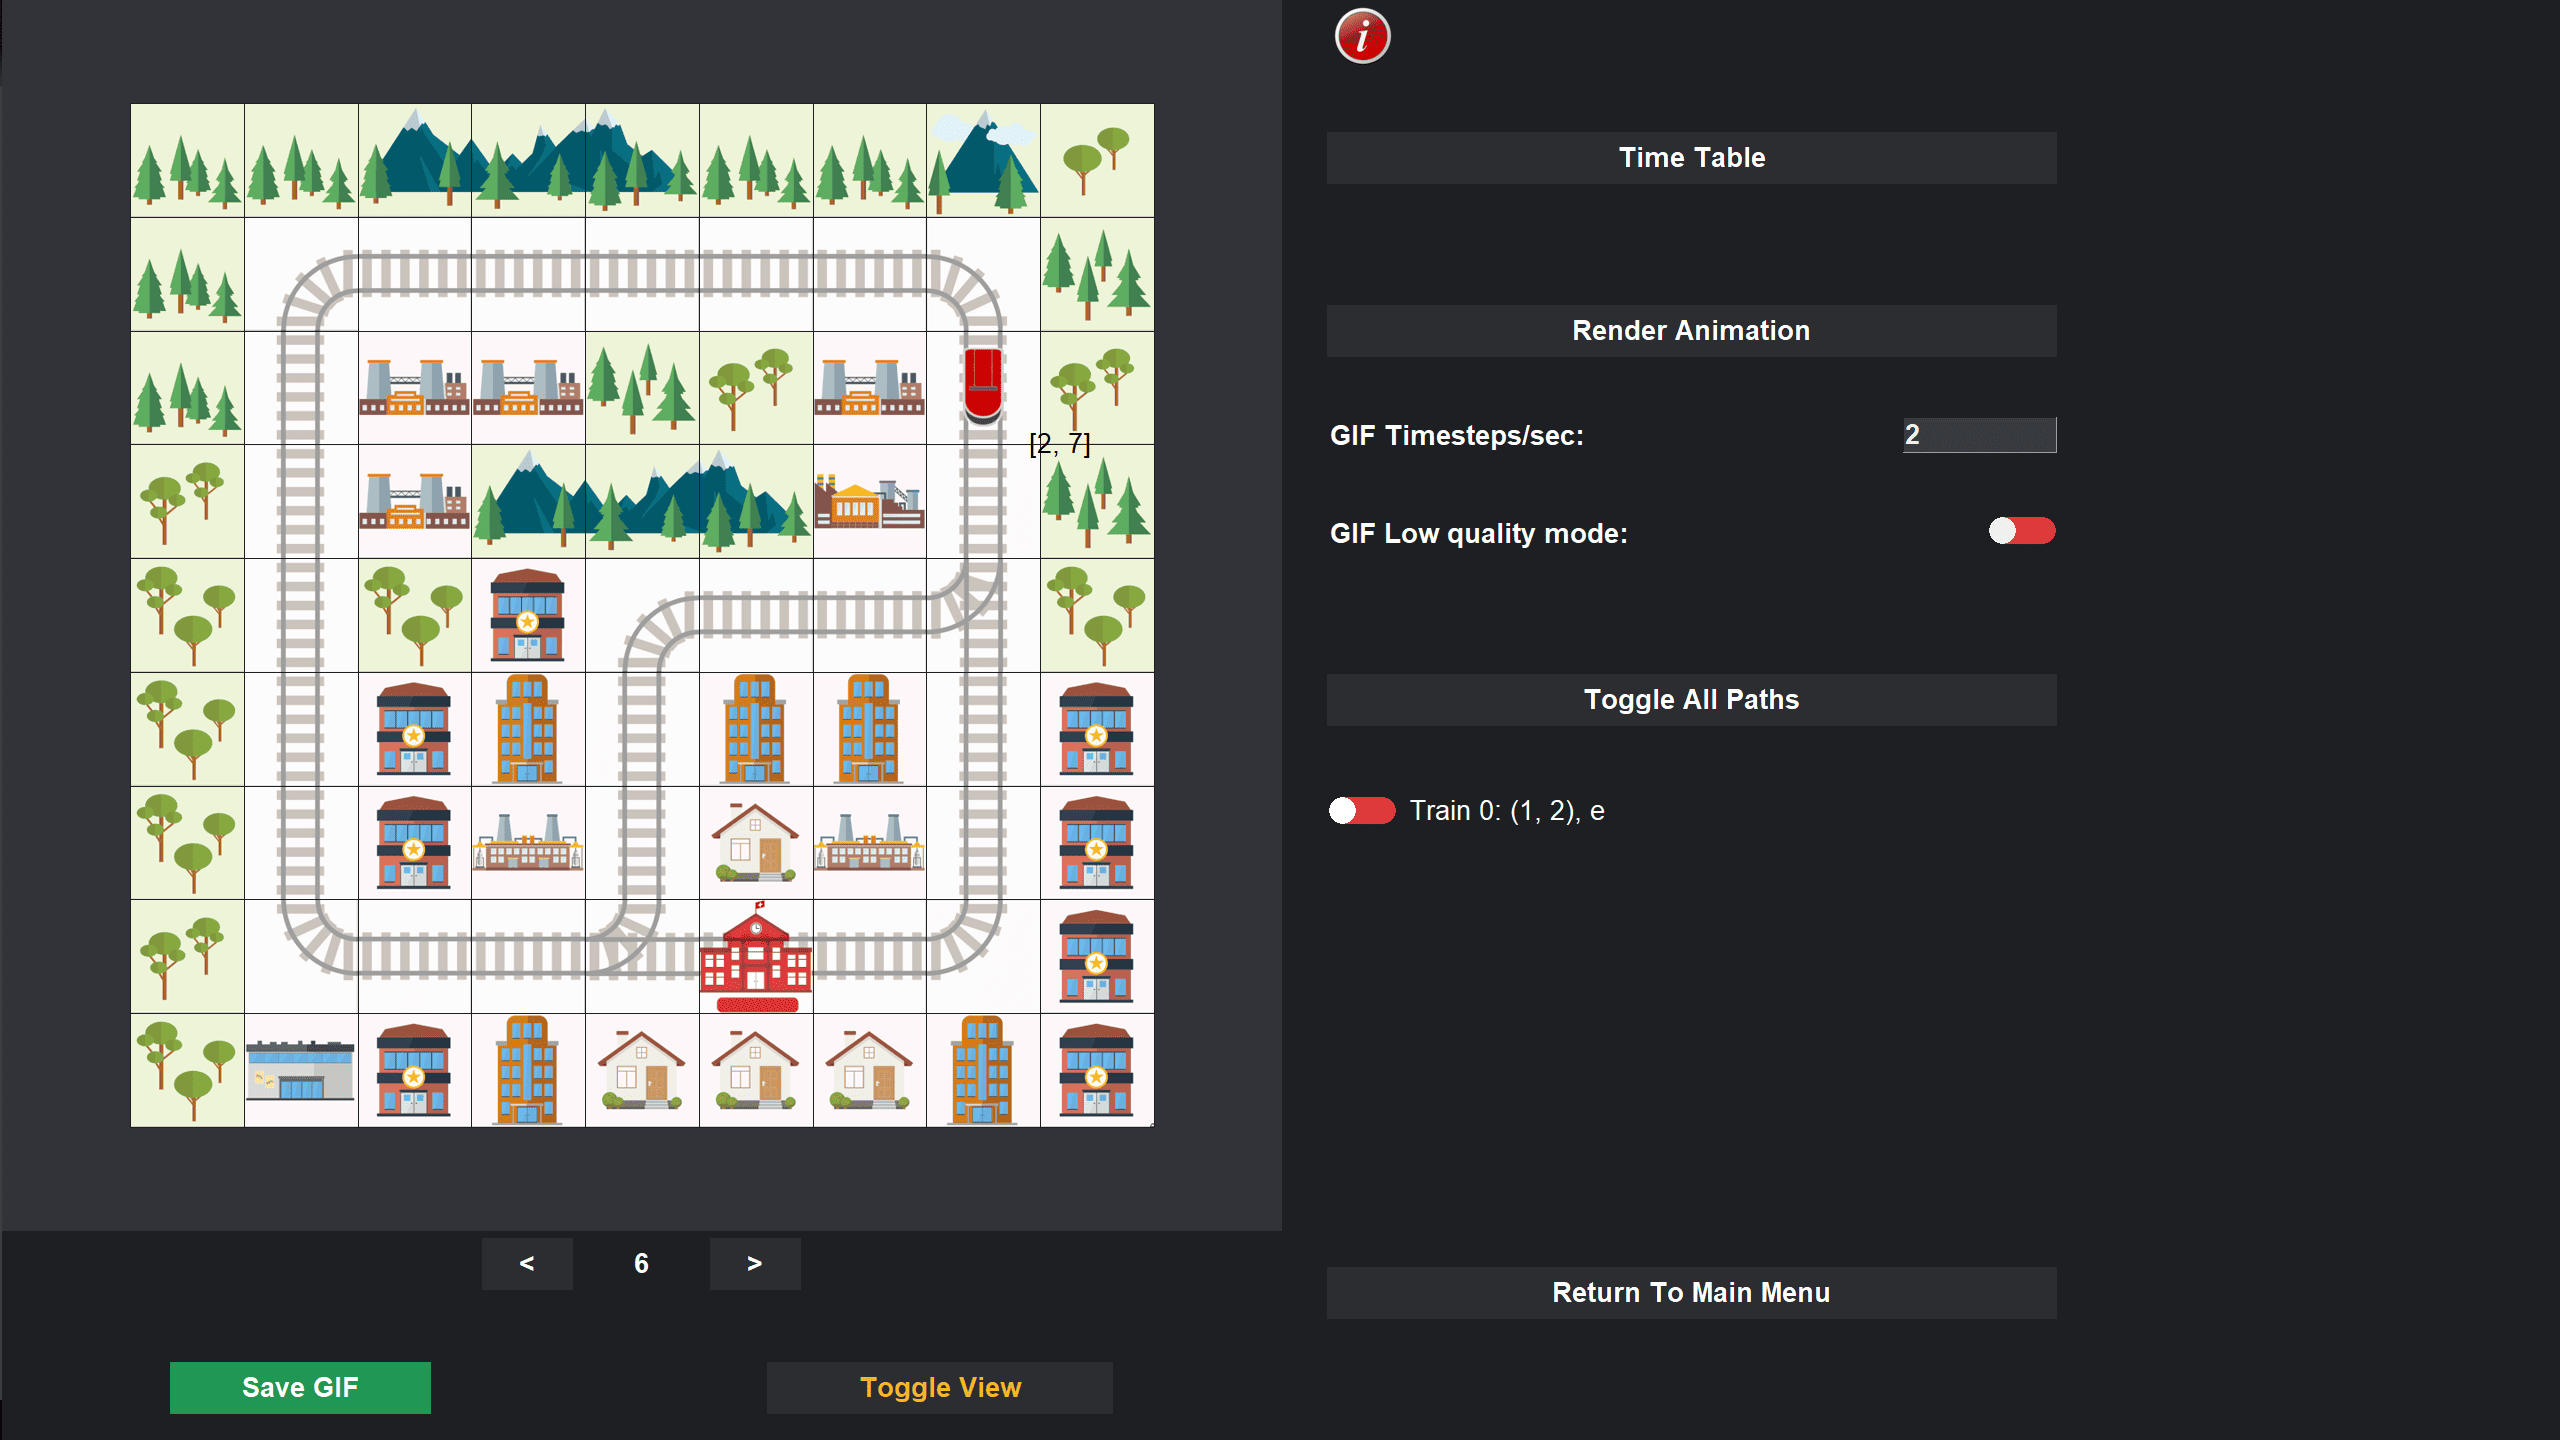 i
Time Table
Render Animation
GIF Timesteps/sec:
2
[2, 7]
GIF Low quality mode:
Toggle All Paths
Train 0: (1, 2), e
<
6
>
Return To Main Menu
Save GIF
Toggle View